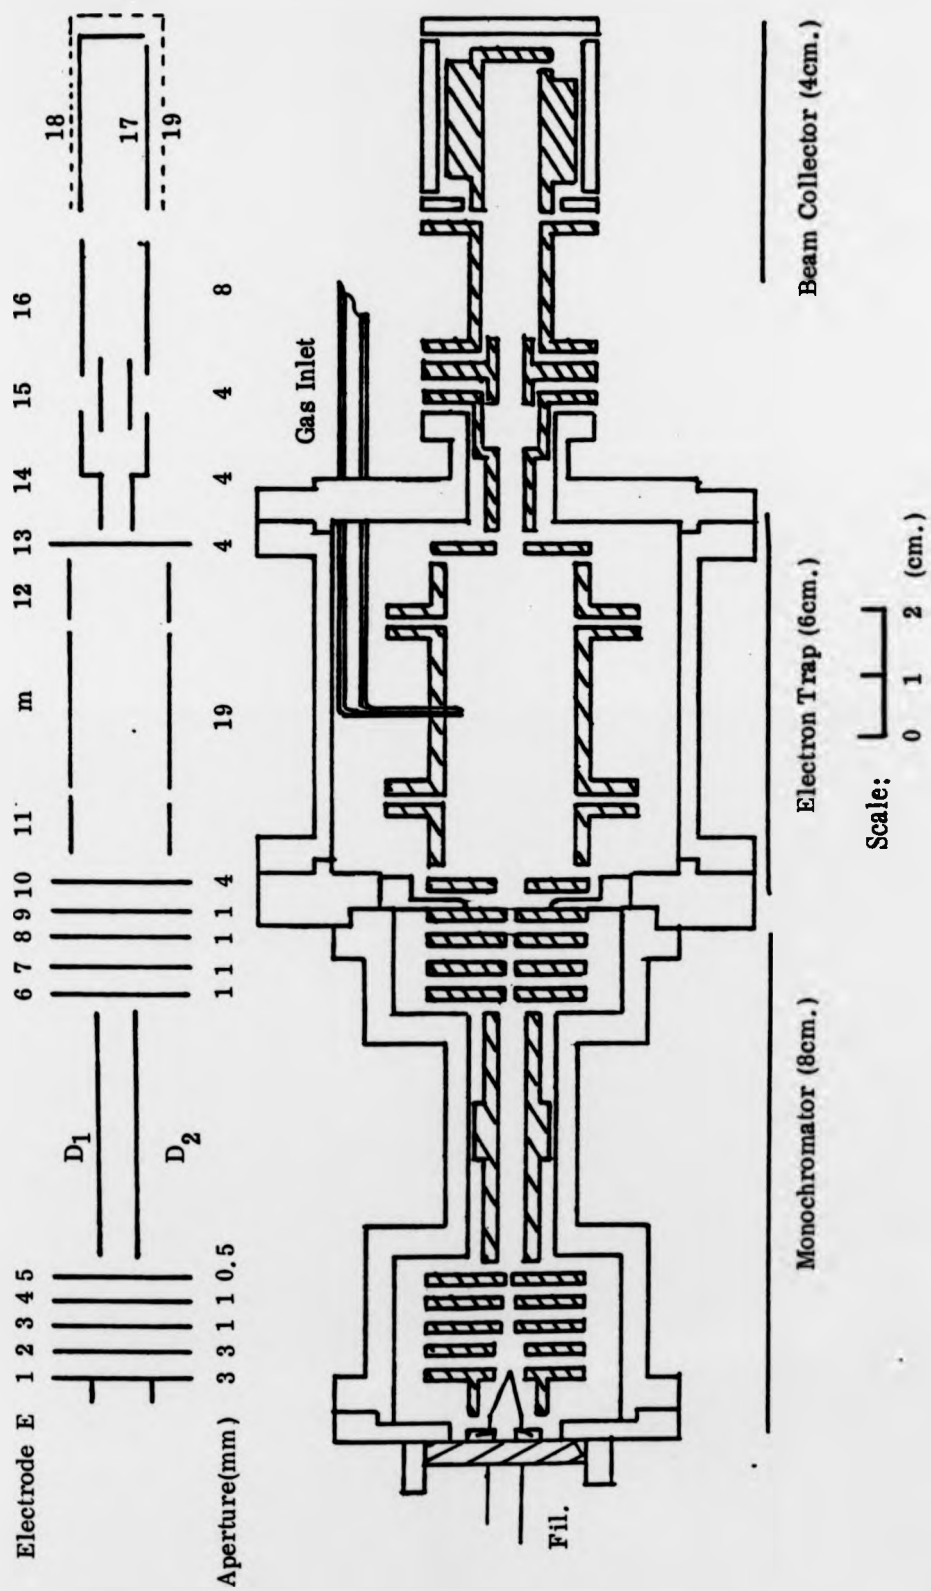 Electrode E 1 2 3 4 5 D1 D2 6 7 8 9 10 11 m 12 13 14 15 16 17 18 19
Aperture(mm) 3 3 1 1 0.5 1 1 1 1 4 19 4 4 4 8
Gas Inlet
Fil.
Monochromator (8cm.)
Electron Trap (6cm.)
Beam Collector (4cm.)
Scale:
0 1 2 (cm.)